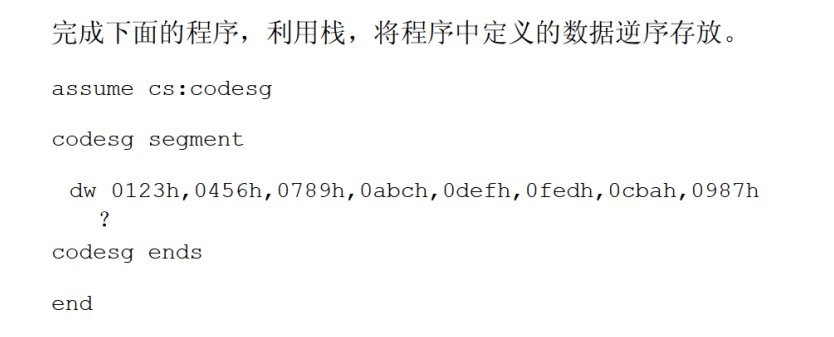 完成下面的程序，利用栈，将程序中定义的数据逆序存放。
assume cs:codesg
codesg segment
dw 0123h,0456h,0789h,0abch,0defh,0fedh,0cbah,0987h
?
codesg ends
end